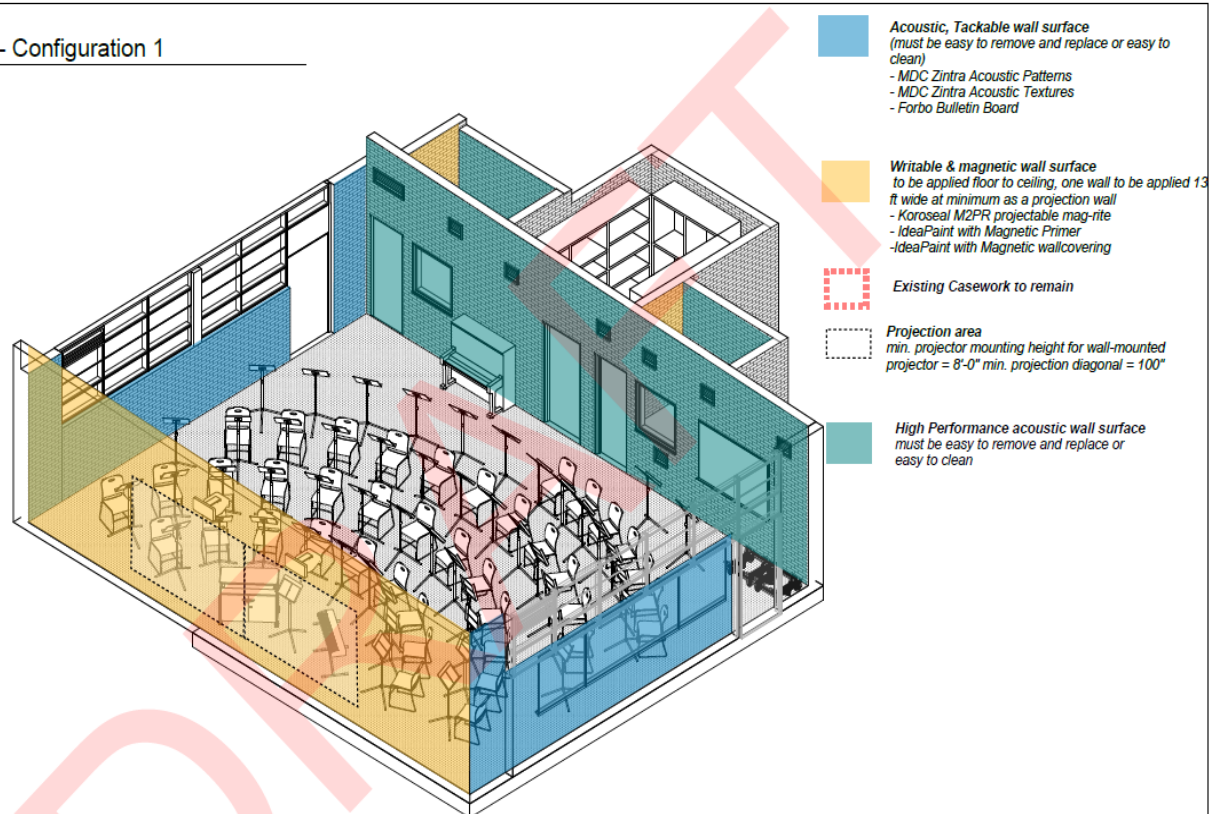 - Configuration 1
Acoustic, Tackable wall surface
(must be easy to remove and replace or easy to
clean)
- MDC Zintra Acoustic Patterns
- MDC Zintra Acoustic Textures
- Forbo Bulletin Board
Writable & magnetic wall surface
to be applied floor to ceiling, one wall to be applied 13
ft wide at minimum as a projection wall
- Koroseal M2PR projectable mag-rite
- IdeaPaint with Magnetic Primer
-IdeaPaint with Magnetic wallcovering
Existing Casework to remain
Projection area
min. projector mounting height for wall-mounted
projector = 8'-0" min. projection diagonal = 100"
High Performance acoustic wall surface
must be easy to remove and replace or
easy to clean
DRAFT